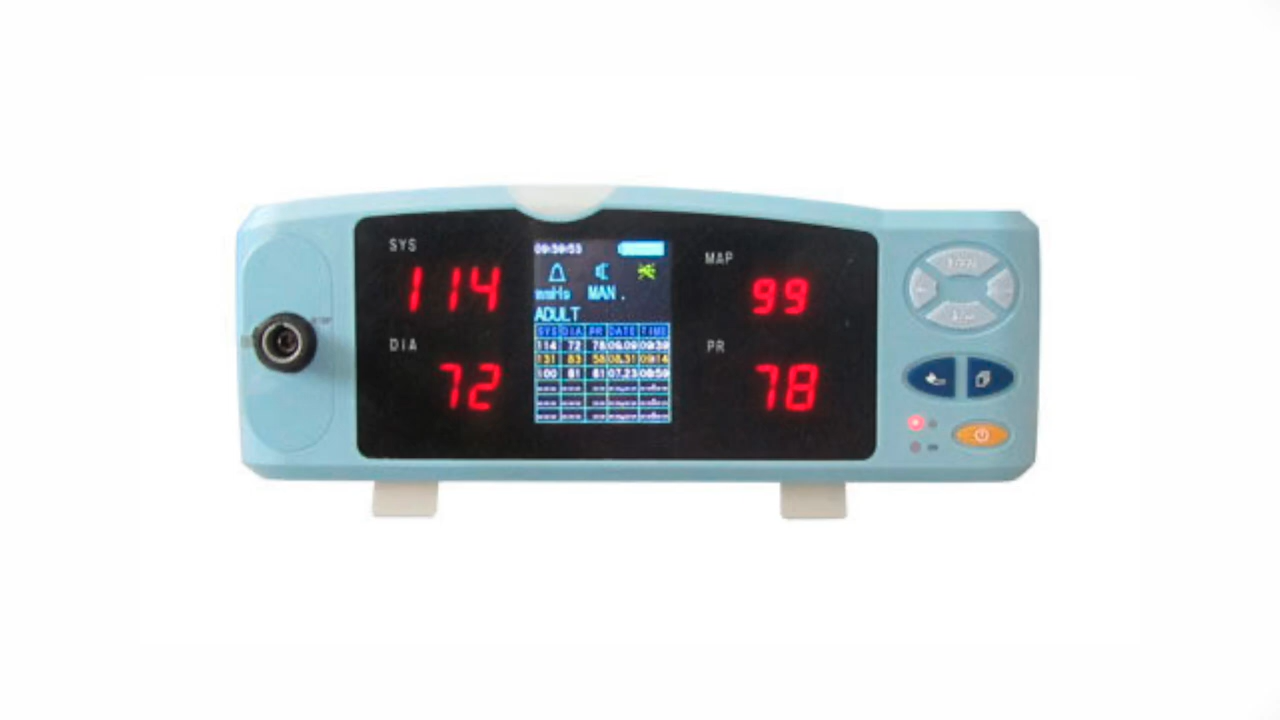 SYS
114
DIA
72
09:39:53
mmHg MAN .
ADULT
SYS DIA PR DATE TIME
114 72 78 09.09 09:39
131 83 58 08.31 09:14
100 61 61 07.23 08:59
MAP
99
PR
78